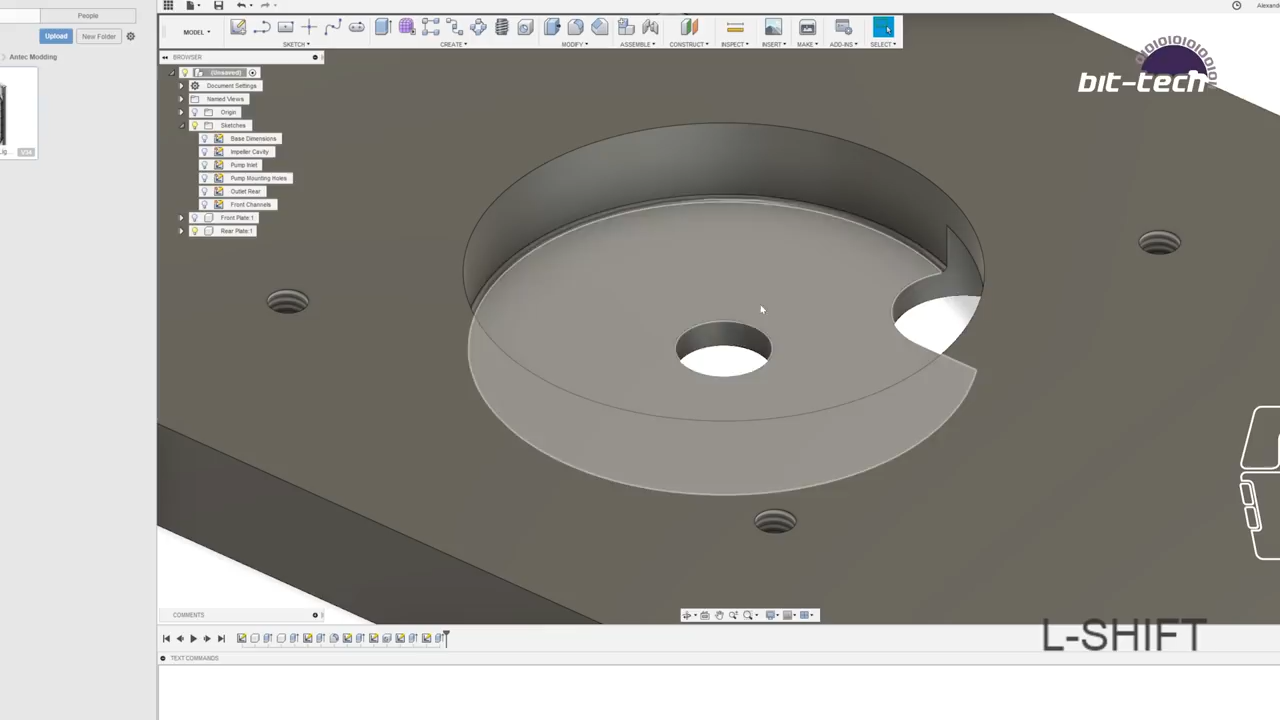 People
Upload
New Folder
Antec Modding
V34
MODEL
SKETCH
CREATE
MODIFY
ASSEMBLE
CONSTRUCT
INSPECT
INSERT
MAKE
ADD-INS
SELECT
BROWSER
(Unsaved)
Document Settings
Named Views
Origin
Sketches
Base Dimensions
Impeller Cavity
Pump Inlet
Pump Mounting Holes
Outlet Rear
Front Channels
Front Plate:1
Rear Plate:1
bit-tech
COMMENTS
L-SHIFT
TEXT COMMANDS